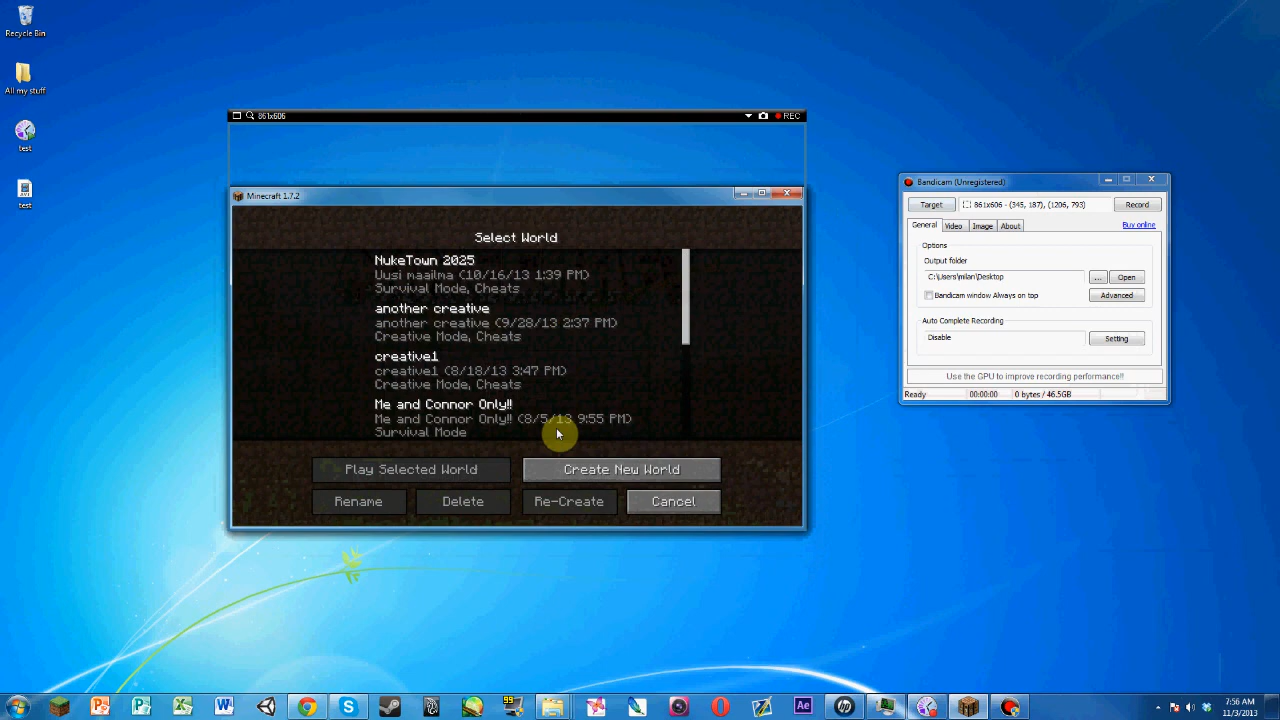 Recycle Bin
All my stuff
test
test
861x606
REC
Minecraft 1.7.2
Select World
NukeTown 2025
Uusi maailma (10/16/13 1:39 PM)
Survival Mode, Cheats
another creative
another creative (9/28/13 2:37 PM)
Creative Mode, Cheats
creative1
creative1 (8/18/13 3:47 PM)
Creative Mode, Cheats
Me and Connor Only!!
Me and Connor Only!! (8/5/13 9:55 PM)
Survival Mode
Play Selected World
Create New World
Rename
Delete
Re-Create
Cancel
Bandicam (Unregistered)
Target
861x606 - (345, 187), (1206, 793)
Record
General
Video
Image
About
Buy online
Options
Output folder
C:\Users\milan\Desktop
...
Open
Bandicam window Always on top
Advanced
Auto Complete Recording
Disable
Setting
Use the GPU to improve recording performance!!
Ready
00:00:00
0 bytes / 46.5GB
99
Ae
hp
7:56 AM
11/3/2013